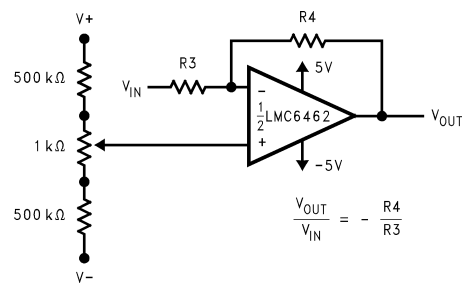 V+
R4
500 kΩ
R3
5V
VIN
−
1/2 LMC6462
VOUT
1 kΩ
+
−5V
500 kΩ
VOUT/VIN = − R4/R3
V−